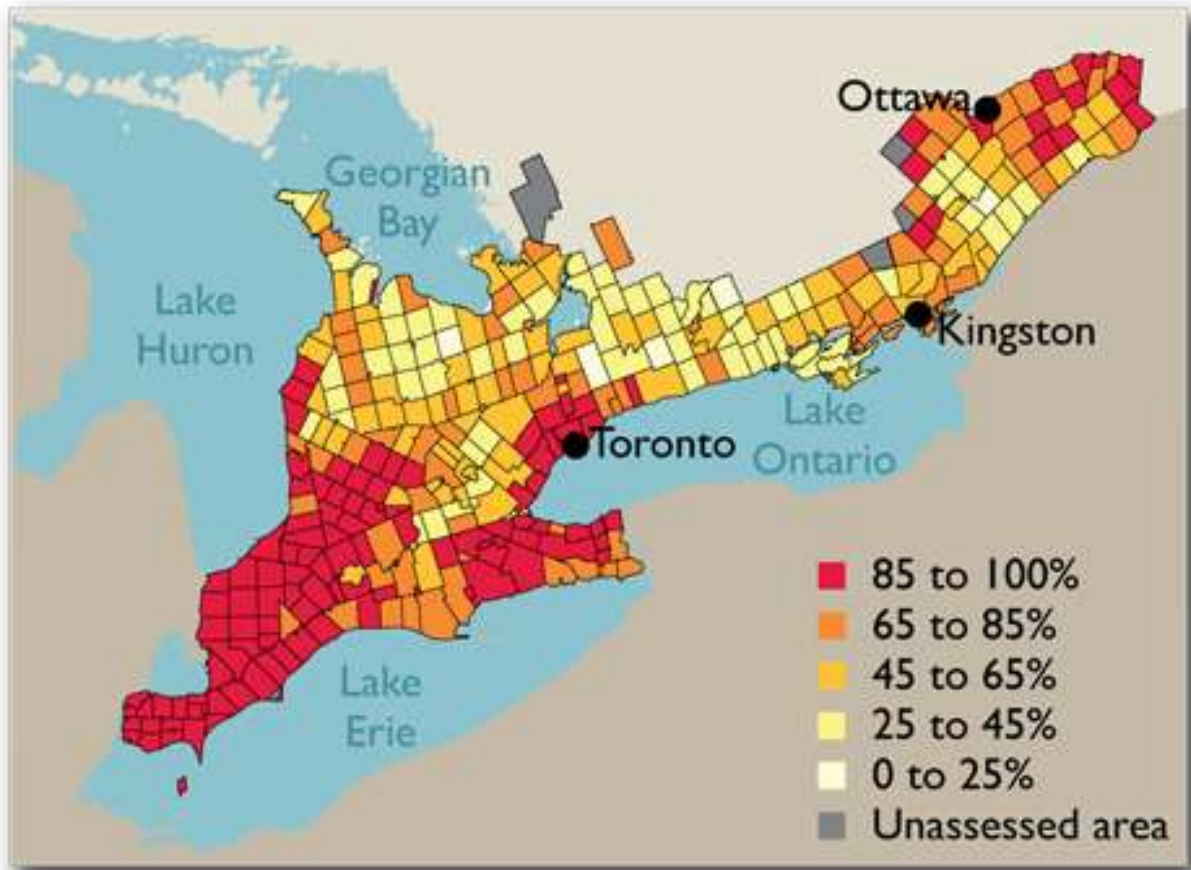 Ottawa
Georgian
Bay
Lake
Huron
Kingston
Lake
Ontario
Toronto
Lake
Erie
85 to 100%
65 to 85%
45 to 65%
25 to 45%
0 to 25%
Unassessed area